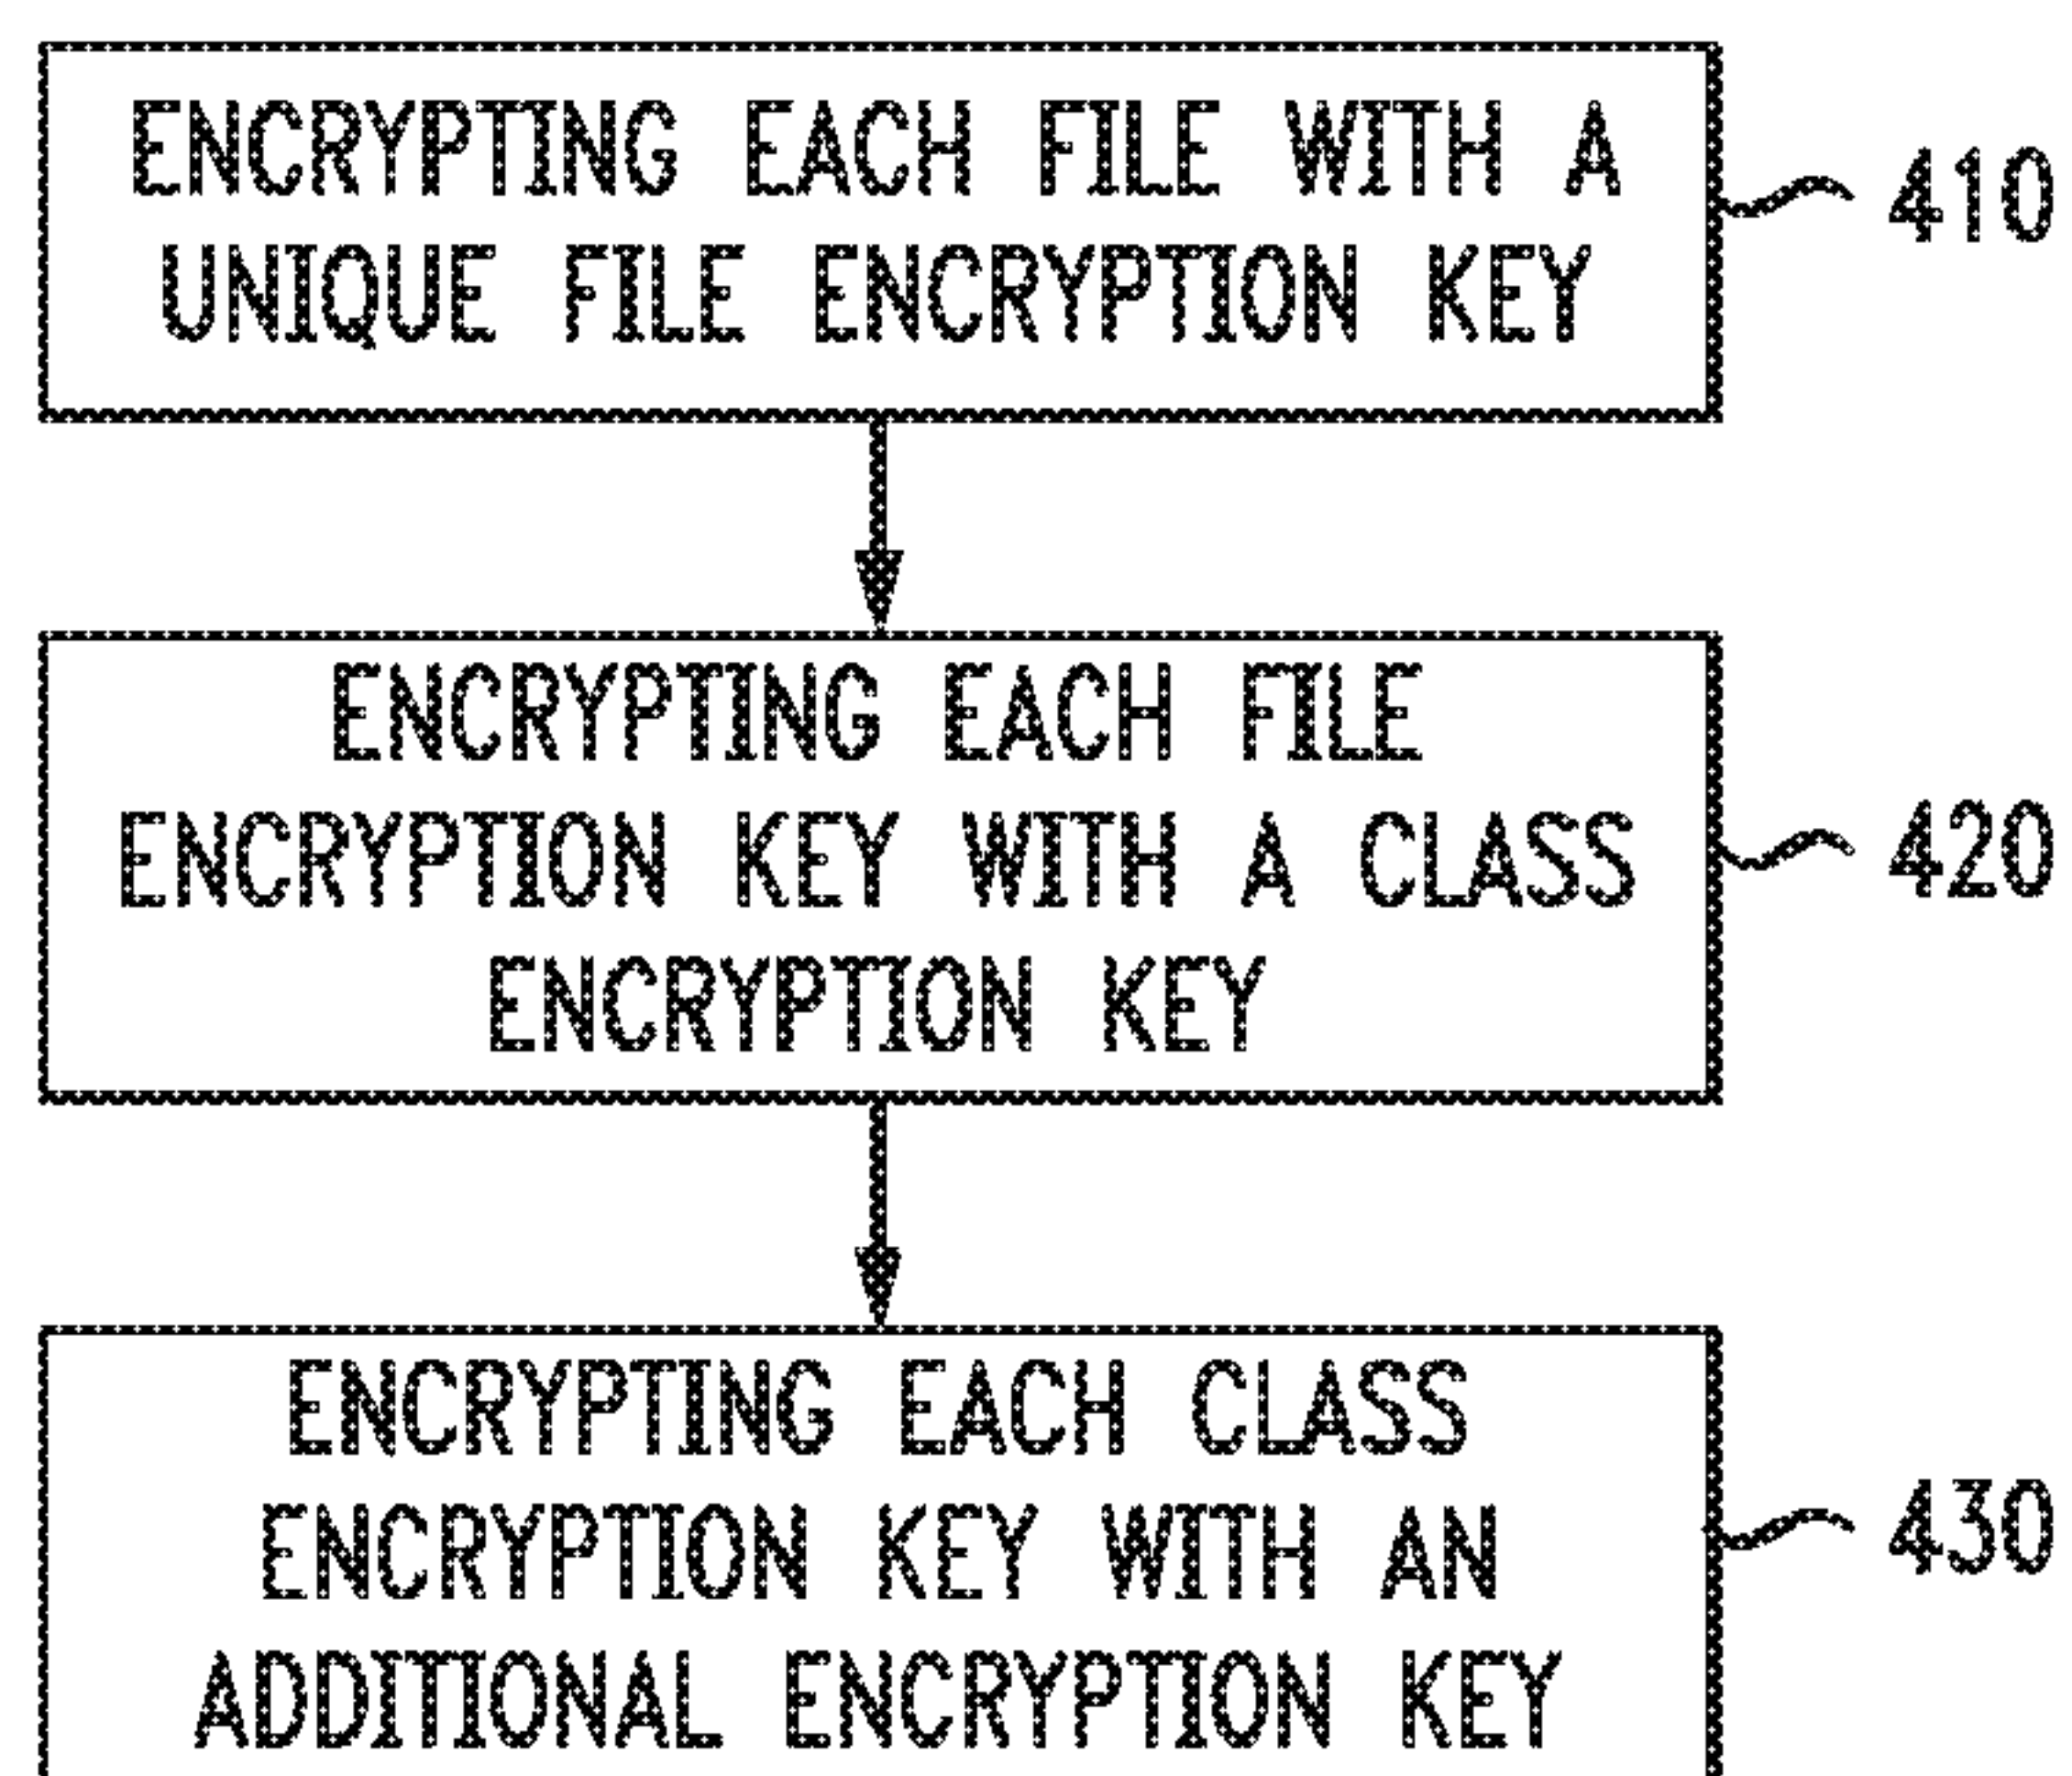 ENCRYPTING EACH FILE WITH A
UNIQUE FILE ENCRYPTION KEY
410
ENCRYPTING EACH FILE
ENCRYPTION KEY WITH A CLASS
ENCRYPTION KEY
420
ENCRYPTING EACH CLASS
ENCRYPTION KEY WITH AN
ADDITIONAL ENCRYPTION KEY
430